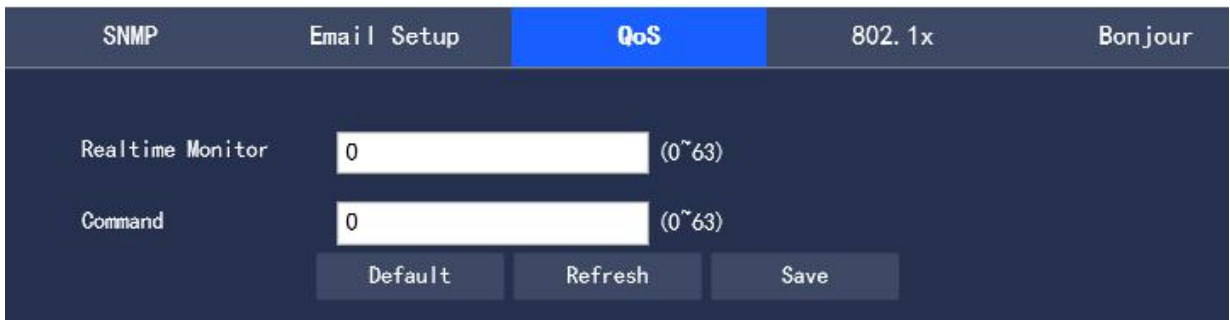 SNMP Email Setup QoS 802.1x Bonjour
Realtime Monitor 0 (0~63)
Command 0 (0~63)
Default Refresh Save